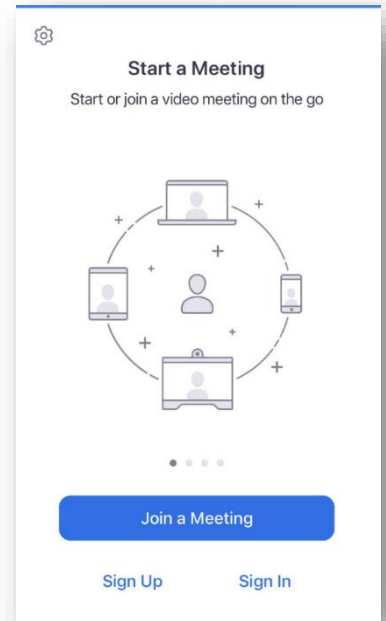 Start a Meeting
Start or join a video meeting on the go
Join a Meeting
Sign Up Sign In